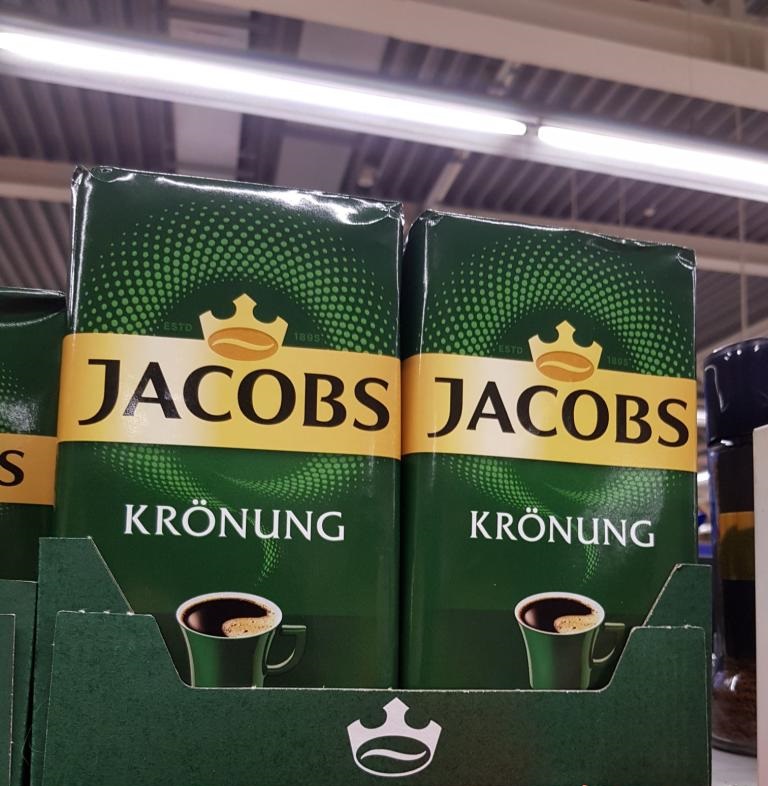 ESTD 1895
JACOBS
KRÖNUNG
ESTD 1895
JACOBS
KRÖNUNG
S